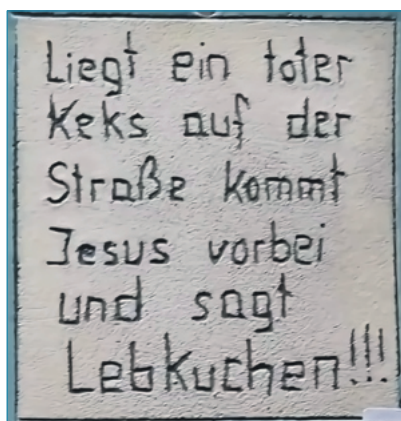 Liegt ein toter
Keks auf der
Straße kommt
Jesus vorbei
und sagt
Lebkuchen!!!